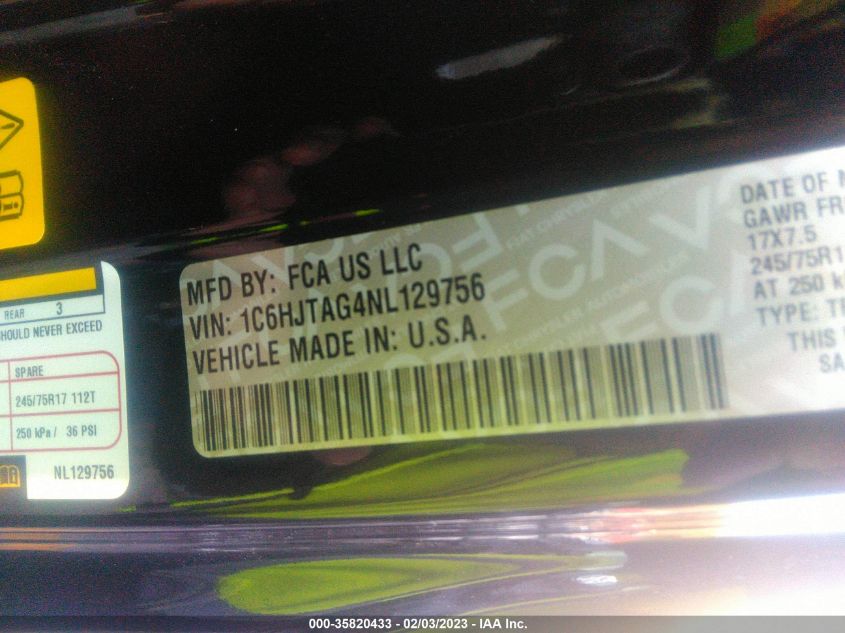 REAR 3
SHOULD NEVER EXCEED
SPARE
245/75R17 112T
250 kPa / 36 PSI
NL129756
MFD BY: FCA US LLC
VIN: 1C6HJTAG4NL129756
VEHICLE MADE IN: U.S.A.
DATE OF
GAWR
17X7.5
245/75R1
AT 250
TYPE:
THIS
FCA
000-35820433 - 02/03/2023 - IAA Inc.